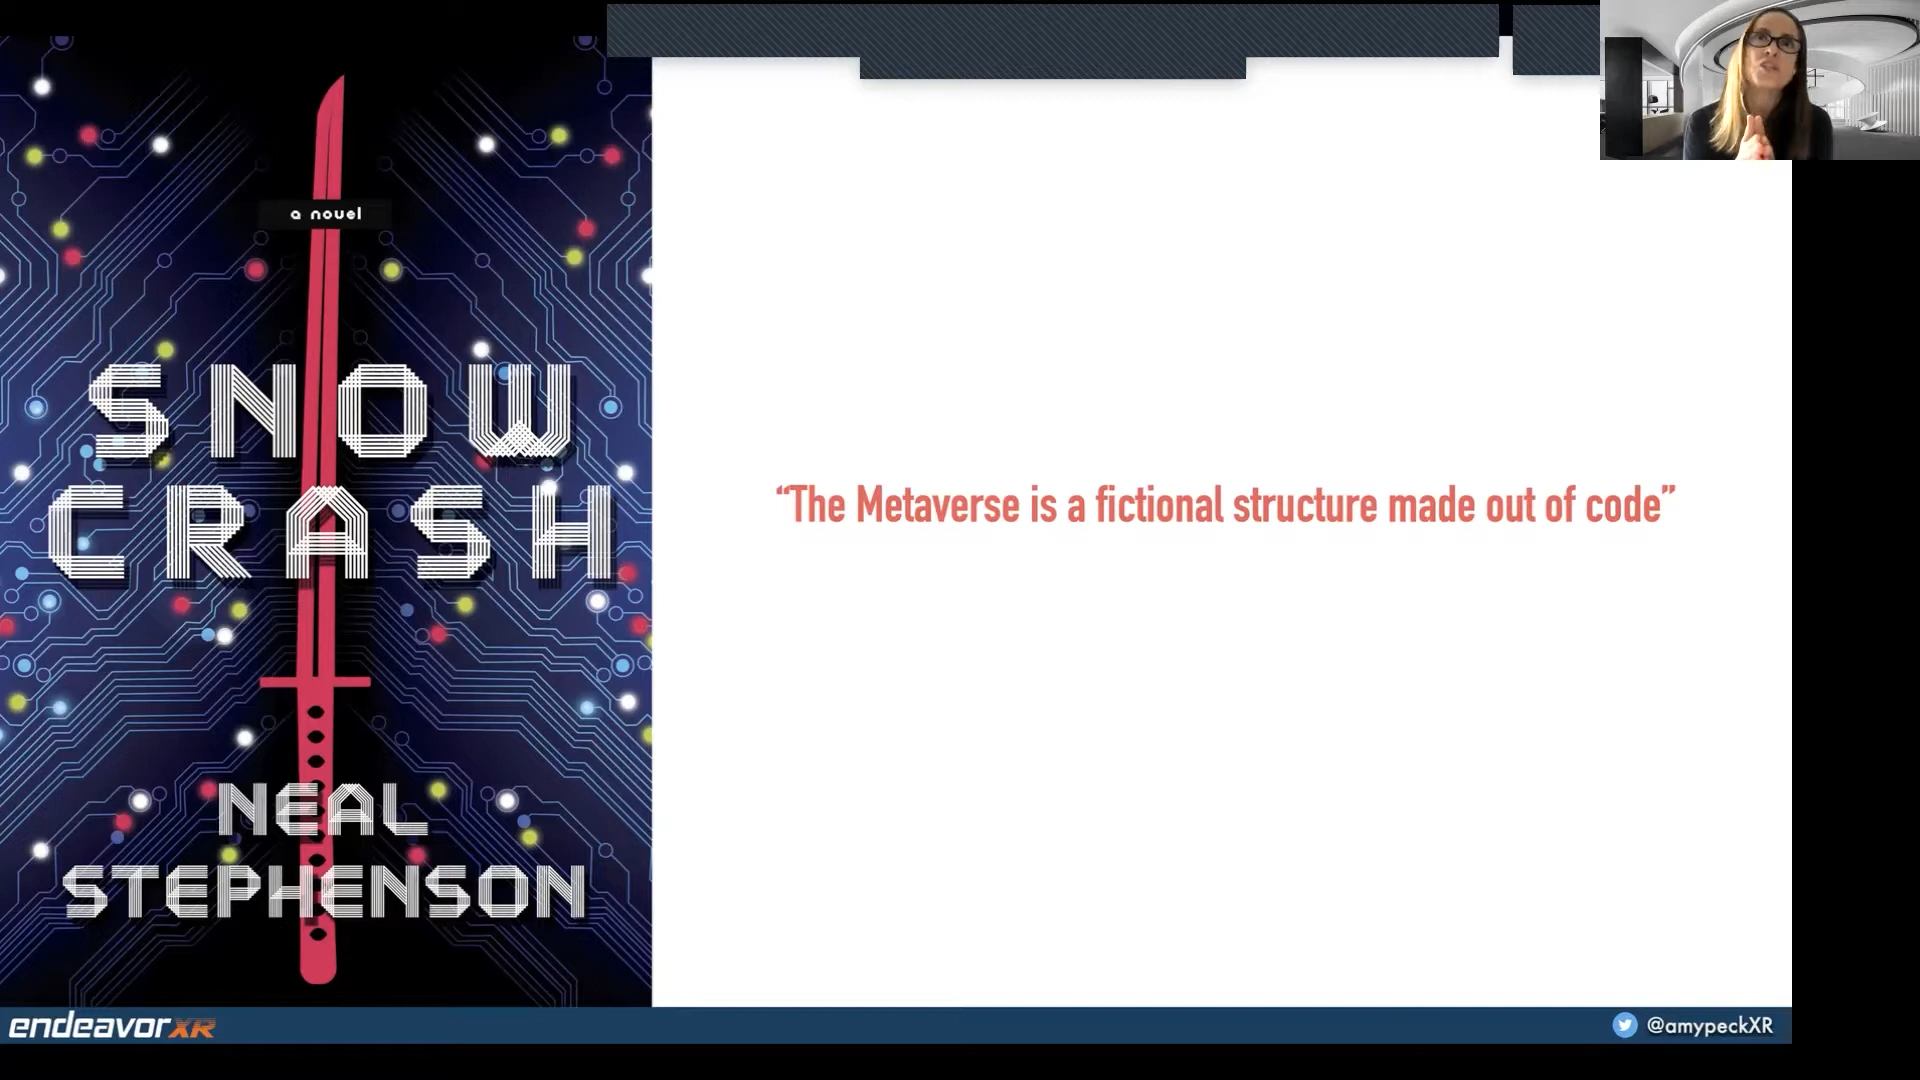 a novel
SNOW
CRASH
NEAL
STEPHENSON
“The Metaverse is a fictional structure made out of code”
endeavorXR
@amypeckXR